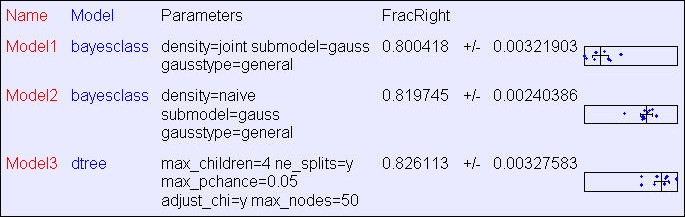 Name Model Parameters FracRight
Model1 bayesclass density=joint submodel=gauss 0.800418 +/- 0.00321903
gausstype=general
Model2 bayesclass density=naive 0.819745 +/- 0.00240386
submodel=gauss
gausstype=general
Model3 dtree max_children=4 ne_splits=y 0.826113 +/- 0.00327583
max_pchance=0.05
adjust_chi=y max_nodes=50